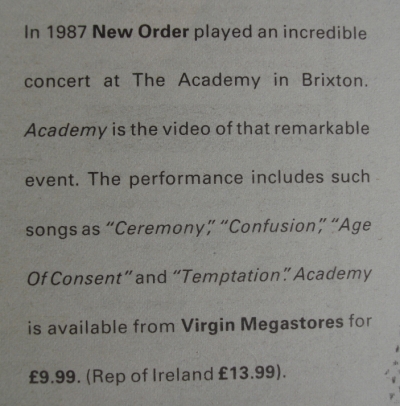 In 1987 New Order played an incredible
concert at The Academy in Brixton.
Academy is the video of that remarkable
event. The performance includes such
songs as "Ceremony," "Confusion," "Age
Of Consent" and "Temptation." Academy
is available from Virgin Megastores for
£9.99. (Rep of Ireland £13.99).